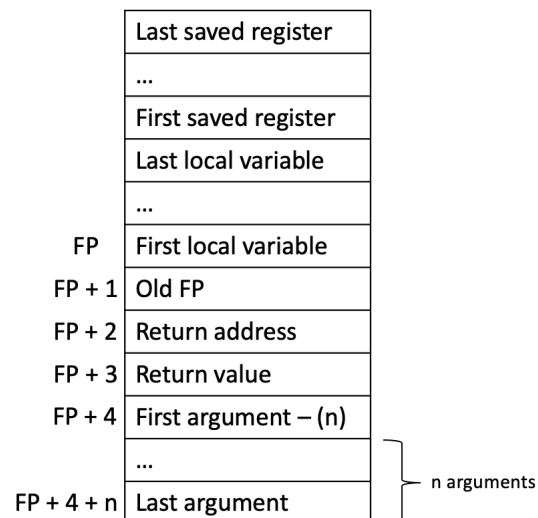 Last saved register
...
First saved register
Last local variable
...
FP First local variable
FP + 1 Old FP
FP + 2 Return address
FP + 3 Return value
FP + 4 First argument – (n)
...
n arguments
FP + 4 + n Last argument